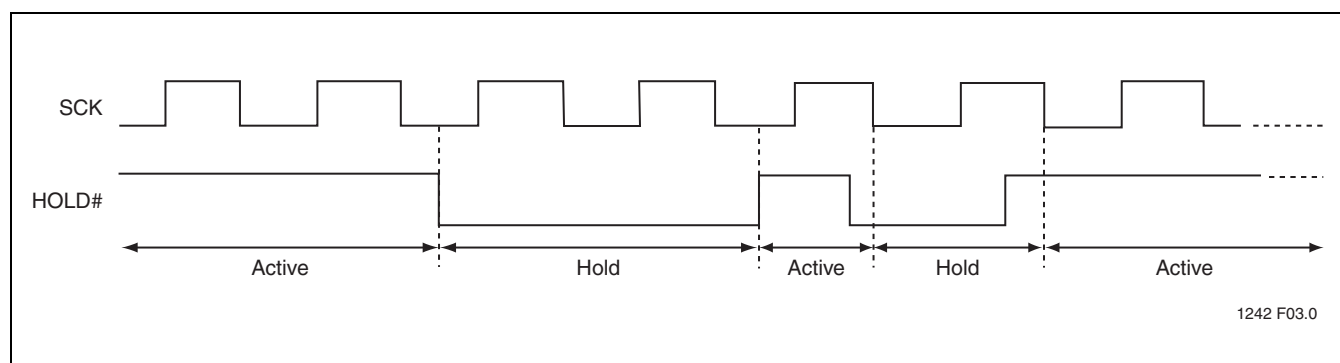 SCK
HOLD#
Active
Hold
Active
Hold
Active
1242 F03.0